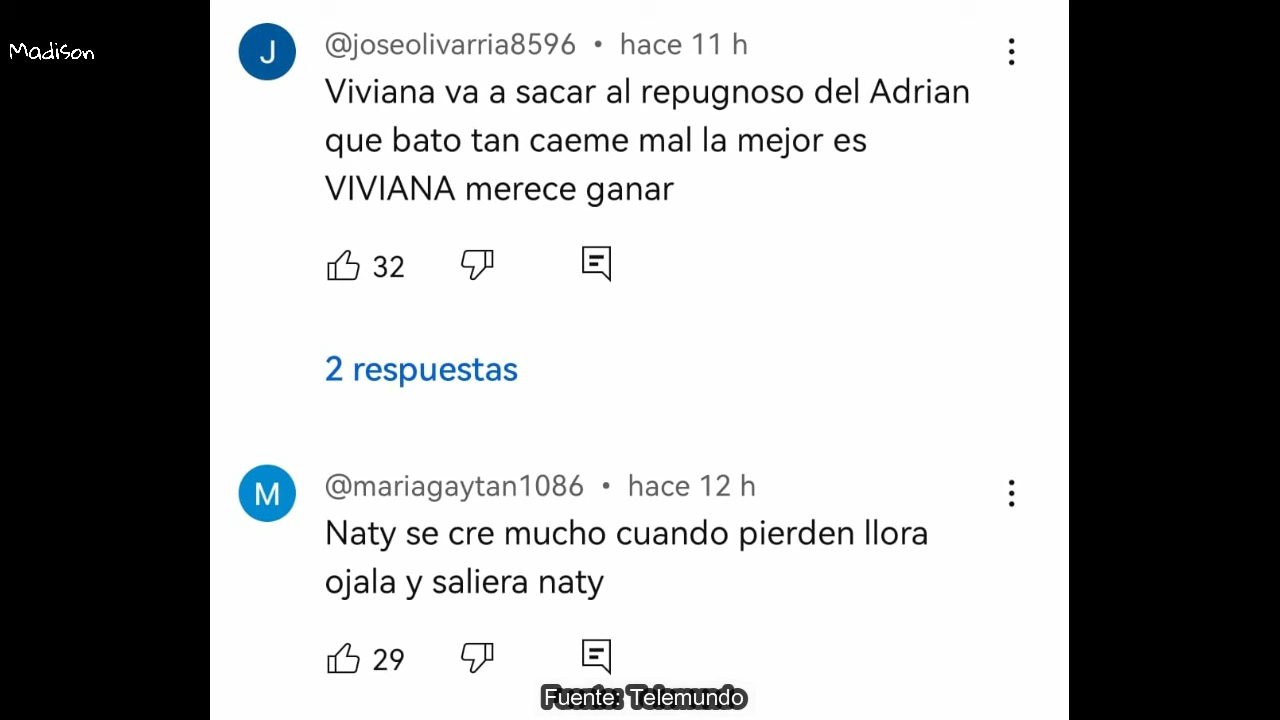 Madison
@joseolivarria8596 • hace 11 h
Viviana va a sacar al repugnoso del Adrian
que bato tan caeme mal la mejor es
VIVIANA merece ganar
32
2 respuestas
@mariagaytan1086 • hace 12 h
Naty se cre mucho cuando pierden llora
ojala y saliera naty
29
Fuente: Telemundo
J
M